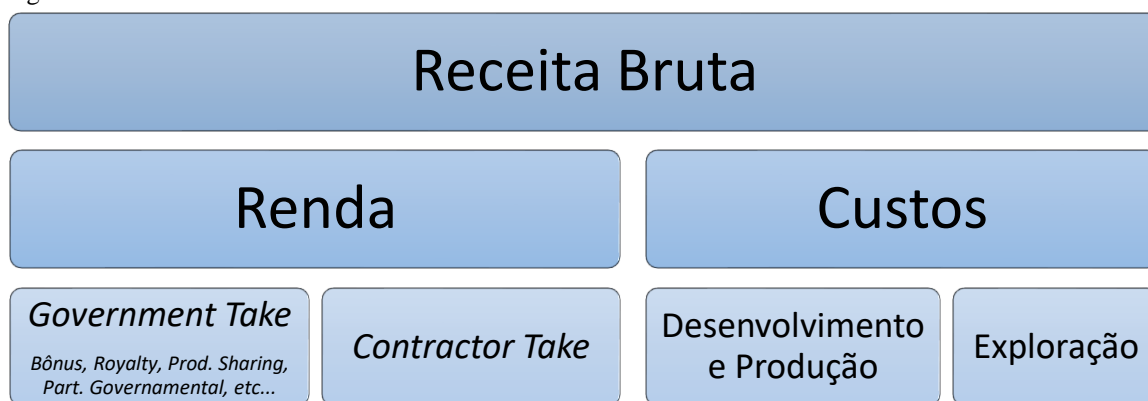 Receita Bruta
Renda
Custos
Government Take
Bônus, Royalty, Prod. Sharing,
Part. Governamental, etc...
Contractor Take
Desenvolvimento
e Produção
Exploração